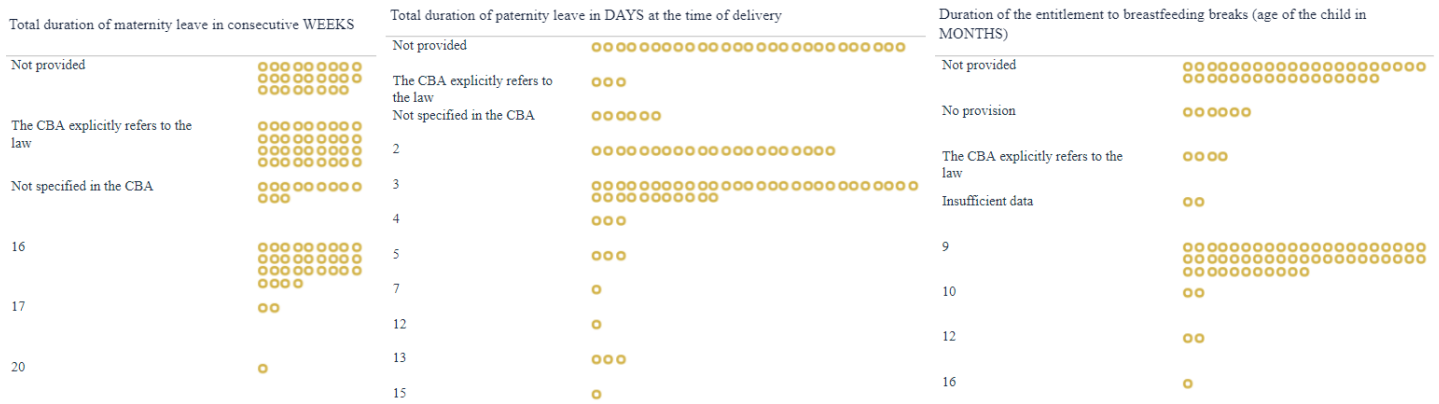 Total duration of maternity leave in consecutive WEEKS
Not provided
The CBA explicitly refers to the
law
Not specified in the CBA
16
17
20
Total duration of paternity leave in DAYS at the time of delivery
Not provided
The CBA explicitly refers to
the law
Not specified in the CBA
2
3
4
5
7
12
13
15
Duration of the entitlement to breastfeeding breaks (age of the child in
MONTHS)
Not provided
No provision
The CBA explicitly refers to the
law
Insufficient data
9
10
12
16